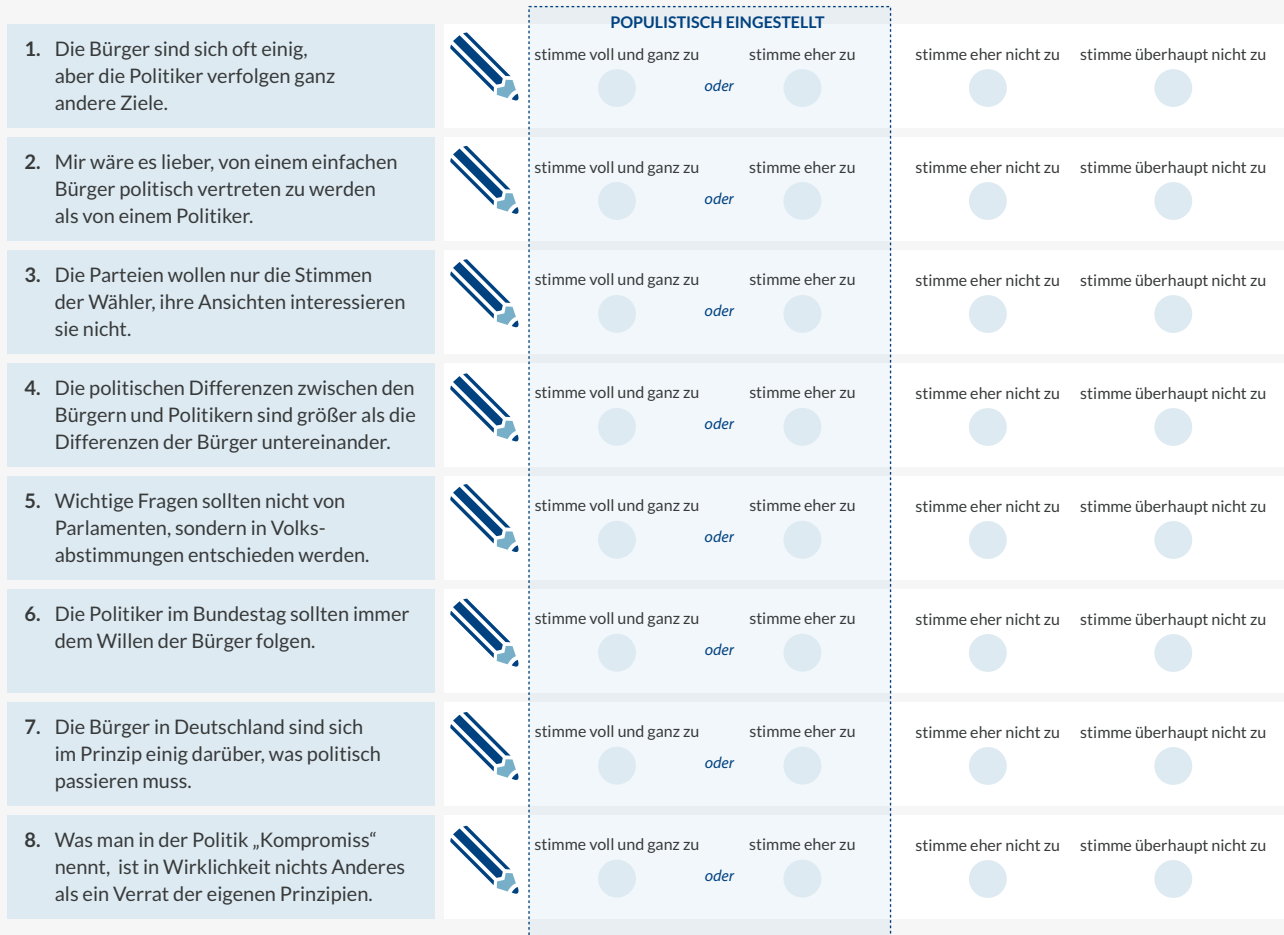 POPULISTISCH EINGESTELLT
1. Die Bürger sind sich oft einig,
aber die Politiker verfolgen ganz
andere Ziele.
stimme voll und ganz zu oder stimme eher zu stimme eher nicht zu stimme überhaupt nicht zu
2. Mir wäre es lieber, von einem einfachen
Bürger politisch vertreten zu werden
als von einem Politiker.
stimme voll und ganz zu oder stimme eher zu stimme eher nicht zu stimme überhaupt nicht zu
3. Die Parteien wollen nur die Stimmen
der Wähler, ihre Ansichten interessieren
sie nicht.
stimme voll und ganz zu oder stimme eher zu stimme eher nicht zu stimme überhaupt nicht zu
4. Die politischen Differenzen zwischen den
Bürgern und Politikern sind größer als die
Differenzen der Bürger untereinander.
stimme voll und ganz zu oder stimme eher zu stimme eher nicht zu stimme überhaupt nicht zu
5. Wichtige Fragen sollten nicht von
Parlamenten, sondern in Volks-
abstimmungen entschieden werden.
stimme voll und ganz zu oder stimme eher zu stimme eher nicht zu stimme überhaupt nicht zu
6. Die Politiker im Bundestag sollten immer
dem Willen der Bürger folgen.
stimme voll und ganz zu oder stimme eher zu stimme eher nicht zu stimme überhaupt nicht zu
7. Die Bürger in Deutschland sind sich
im Prinzip einig darüber, was politisch
passieren muss.
stimme voll und ganz zu oder stimme eher zu stimme eher nicht zu stimme überhaupt nicht zu
8. Was man in der Politik „Kompromiss“
nennt, ist in Wirklichkeit nichts Anderes
als ein Verrat der eigenen Prinzipien.
stimme voll und ganz zu oder stimme eher zu stimme eher nicht zu stimme überhaupt nicht zu